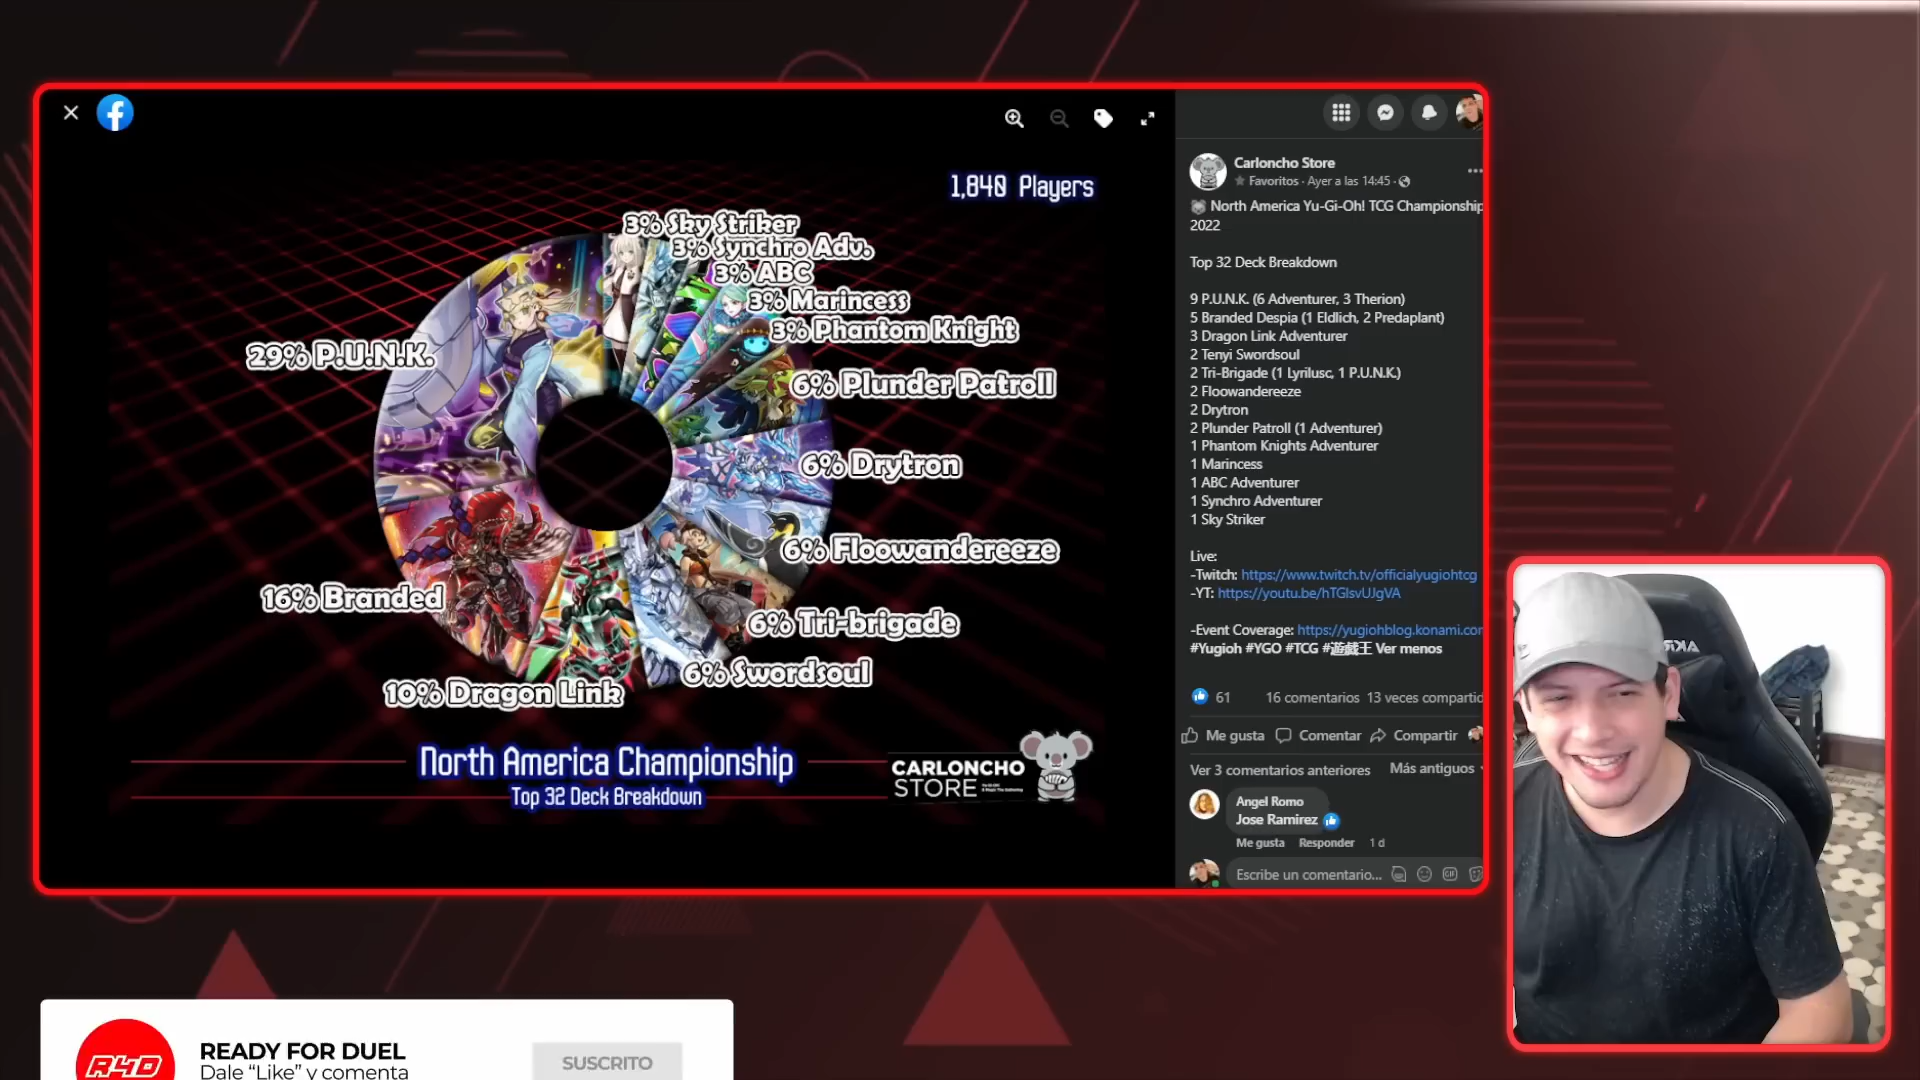 1,840 Players
3% Sky Striker
3% Synchro Adv.
3% ABC
3% Marincess
3% Phantom Knight
29% P.U.N.K.
6% Plunder Patroll
6% Drytron
6% Floowandereeze
16% Branded
6% Tri-brigade
6% Swordsoul
10% Dragon Link
North America Championship
Top 32 Deck Breakdown
CARLONCHO
STORE
Carloncho Store
Favoritos · Ayer a las 14:45 ·
North America Yu-Gi-Oh! TCG Championship
2022
Top 32 Deck Breakdown
9 P.U.N.K. (6 Adventurer, 3 Therion)
5 Branded Despia (1 Eldlich, 2 Predaplant)
3 Dragon Link Adventurer
2 Tenyi Swordsoul
2 Tri-Brigade (1 Lyrilusc, 1 P.U.N.K.)
2 Floowandereeze
2 Drytron
2 Plunder Patroll (1 Adventurer)
1 Phantom Knights Adventurer
1 Marincess
1 ABC Adventurer
1 Synchro Adventurer
1 Sky Striker
Live:
-Twitch: https://www.twitch.tv/officialyugiohtcg
-YT: https://youtu.be/hTGlsvUJgVA
-Event Coverage: https://yugiohblog.konami.com
#Yugioh #YGO #TCG #遊戯王 Ver menos
61 16 comentarios 13 veces compartid
Me gusta Comentar Compartir
Ver 3 comentarios anteriores Más antiguos
Angel Romo
Jose Ramirez
Me gusta Responder 1 d
Escribe un comentario...
GIF
AKR
R4D
READY FOR DUEL
Dale "Like" y comenta
SUSCRITO